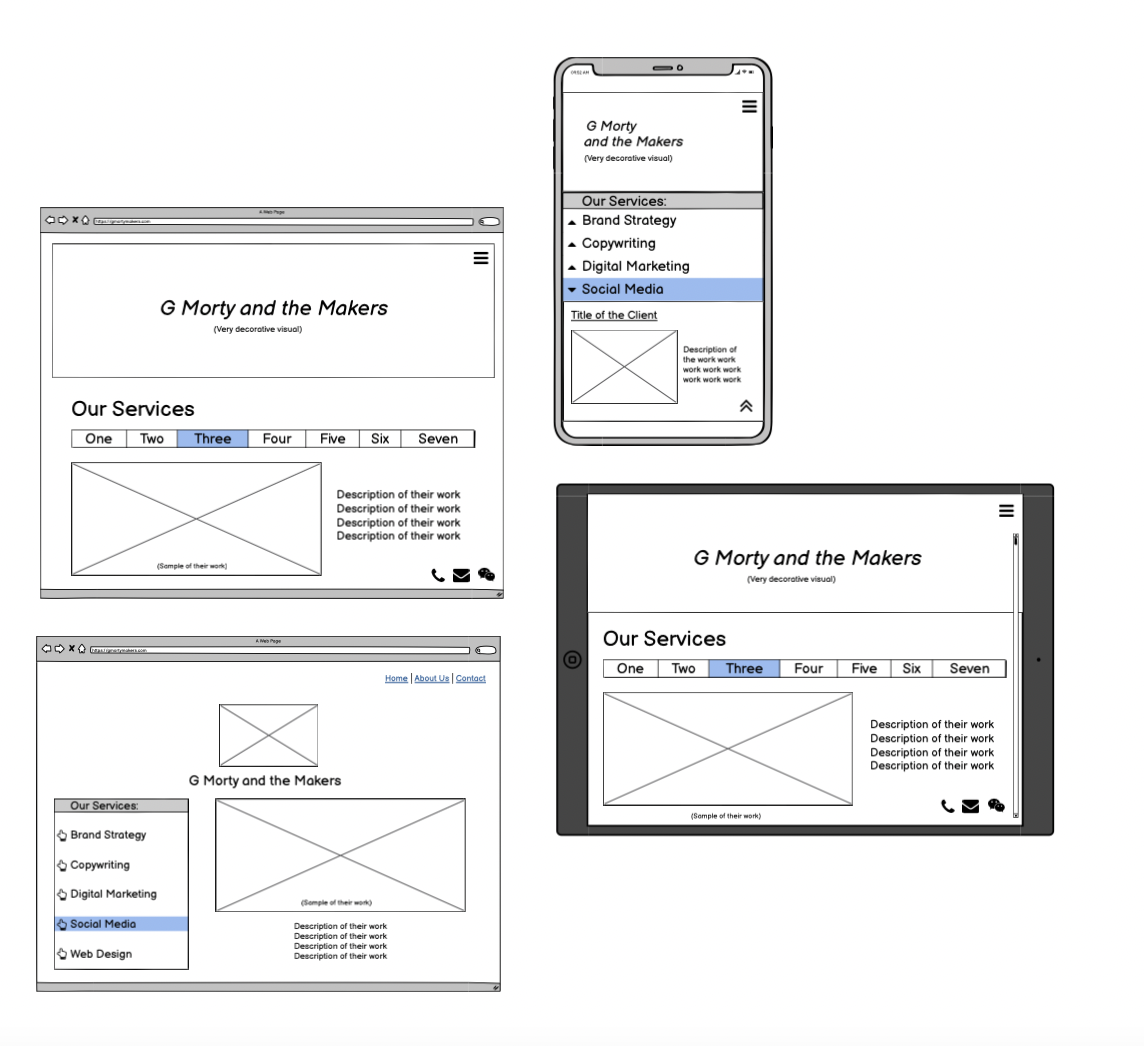 A Web Page
https://gmortymakers.com
G Morty and the Makers
(Very decorative visual)
Our Services
One Two Three Four Five Six Seven
Description of their work
Description of their work
Description of their work
Description of their work
(Sample of their work)
A Web Page
https://gmortymakers.com
Home | About Us | Contact
G Morty and the Makers
Our Services:
Brand Strategy
Copywriting
Digital Marketing
Social Media
Web Design
(Sample of their work)
Description of their work
Description of their work
Description of their work
Description of their work
G Morty
and the Makers
(Very decorative visual)
Our Services:
Brand Strategy
Copywriting
Digital Marketing
Social Media
Title of the Client
Description of
the work work
work work work
work work work
G Morty and the Makers
(Very decorative visual)
Our Services
One Two Three Four Five Six Seven
Description of their work
Description of their work
Description of their work
Description of their work
(Sample of their work)